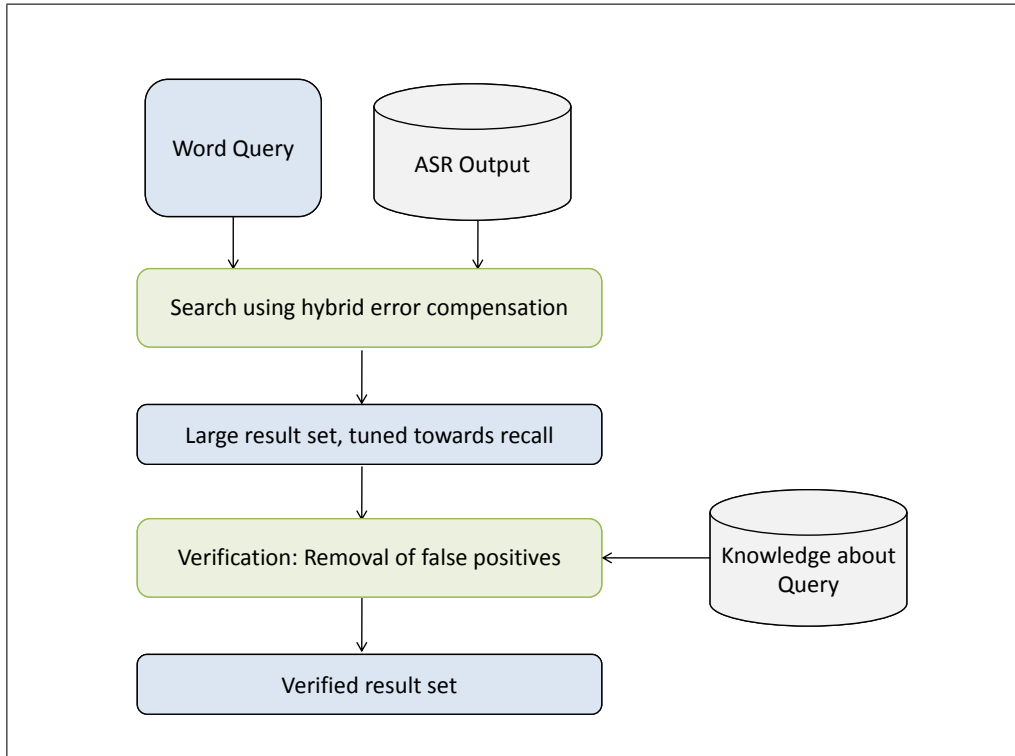 Word Query
ASR Output
Search using hybrid error compensation
Large result set, tuned towards recall
Verification: Removal of false positives
Knowledge about
Query
Verified result set